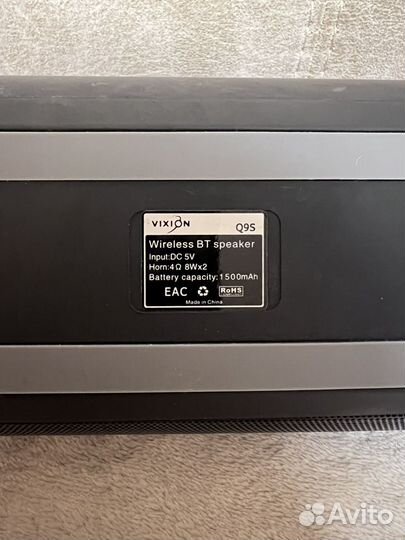 VIXION Q9S
Wireless BT speaker
Input:DC 5V
Horn:4Ω 8Wx2
Battery capacity:1500mAh
EAC RoHS
Made in China
Avito